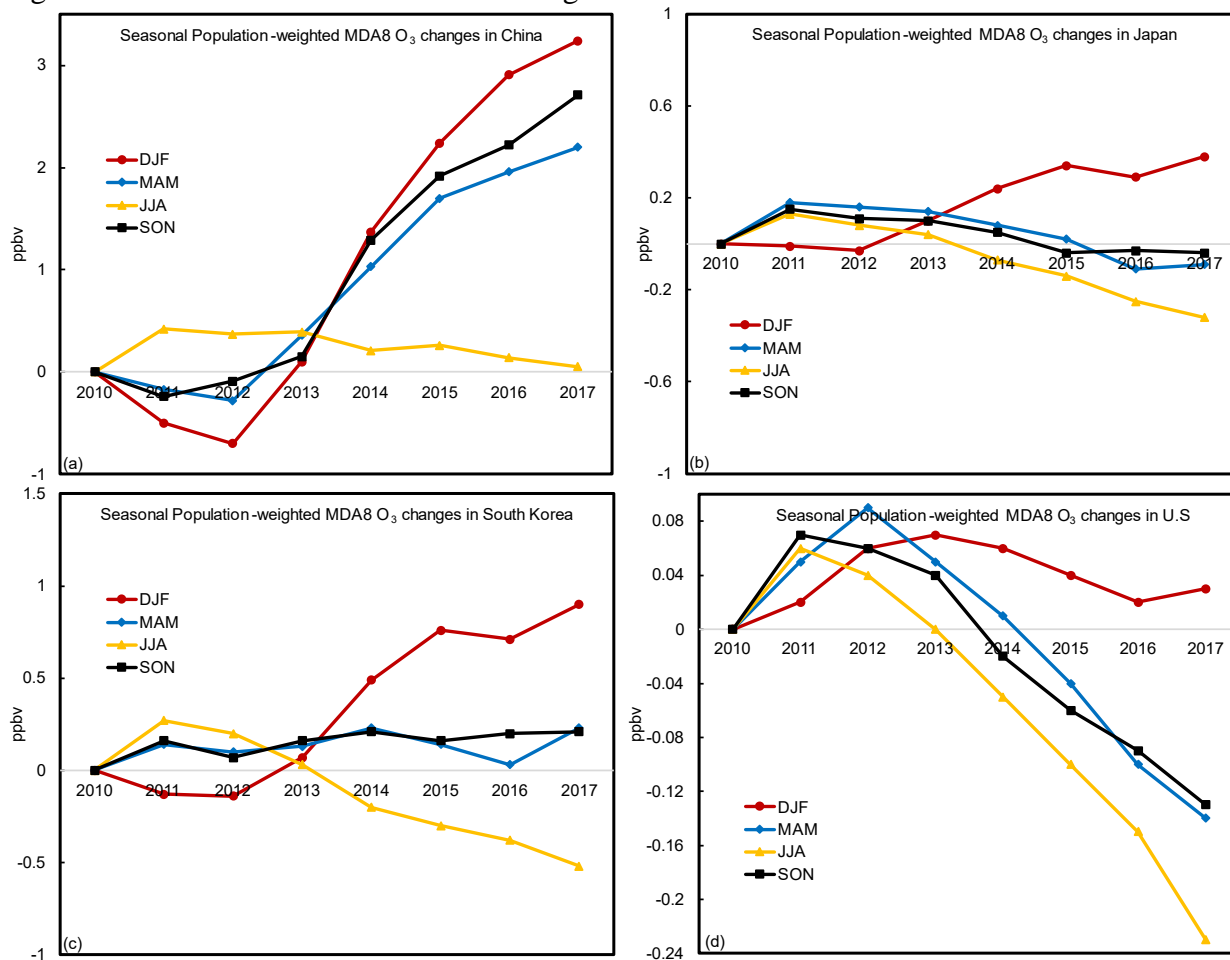 Seasonal Population-weighted MDA8 O3 changes in China
3
2
1
0
-1
ppbv
DJF
MAM
JJA
SON
2010 2011 2012 2013 2014 2015 2016 2017
(a)
Seasonal Population-weighted MDA8 O3 changes in Japan
1
0.6
0.2
-0.2
-0.6
-1
ppbv
2010 2011 2012 2013 2014 2015 2016 2017
DJF
MAM
JJA
SON
(b)
Seasonal Population-weighted MDA8 O3 changes in South Korea
1.5
1
0.5
0
-0.5
-1
ppbv
DJF
MAM
JJA
SON
2010 2011 2012 2013 2014 2015 2016 2017
(c)
Seasonal Population-weighted MDA8 O3 changes in U.S
0.08
0.04
0
-0.04
-0.08
-0.12
-0.16
-0.2
-0.24
ppbv
2010 2011 2012 2013 2014 2015 2016 2017
DJF
MAM
JJA
SON
(d)